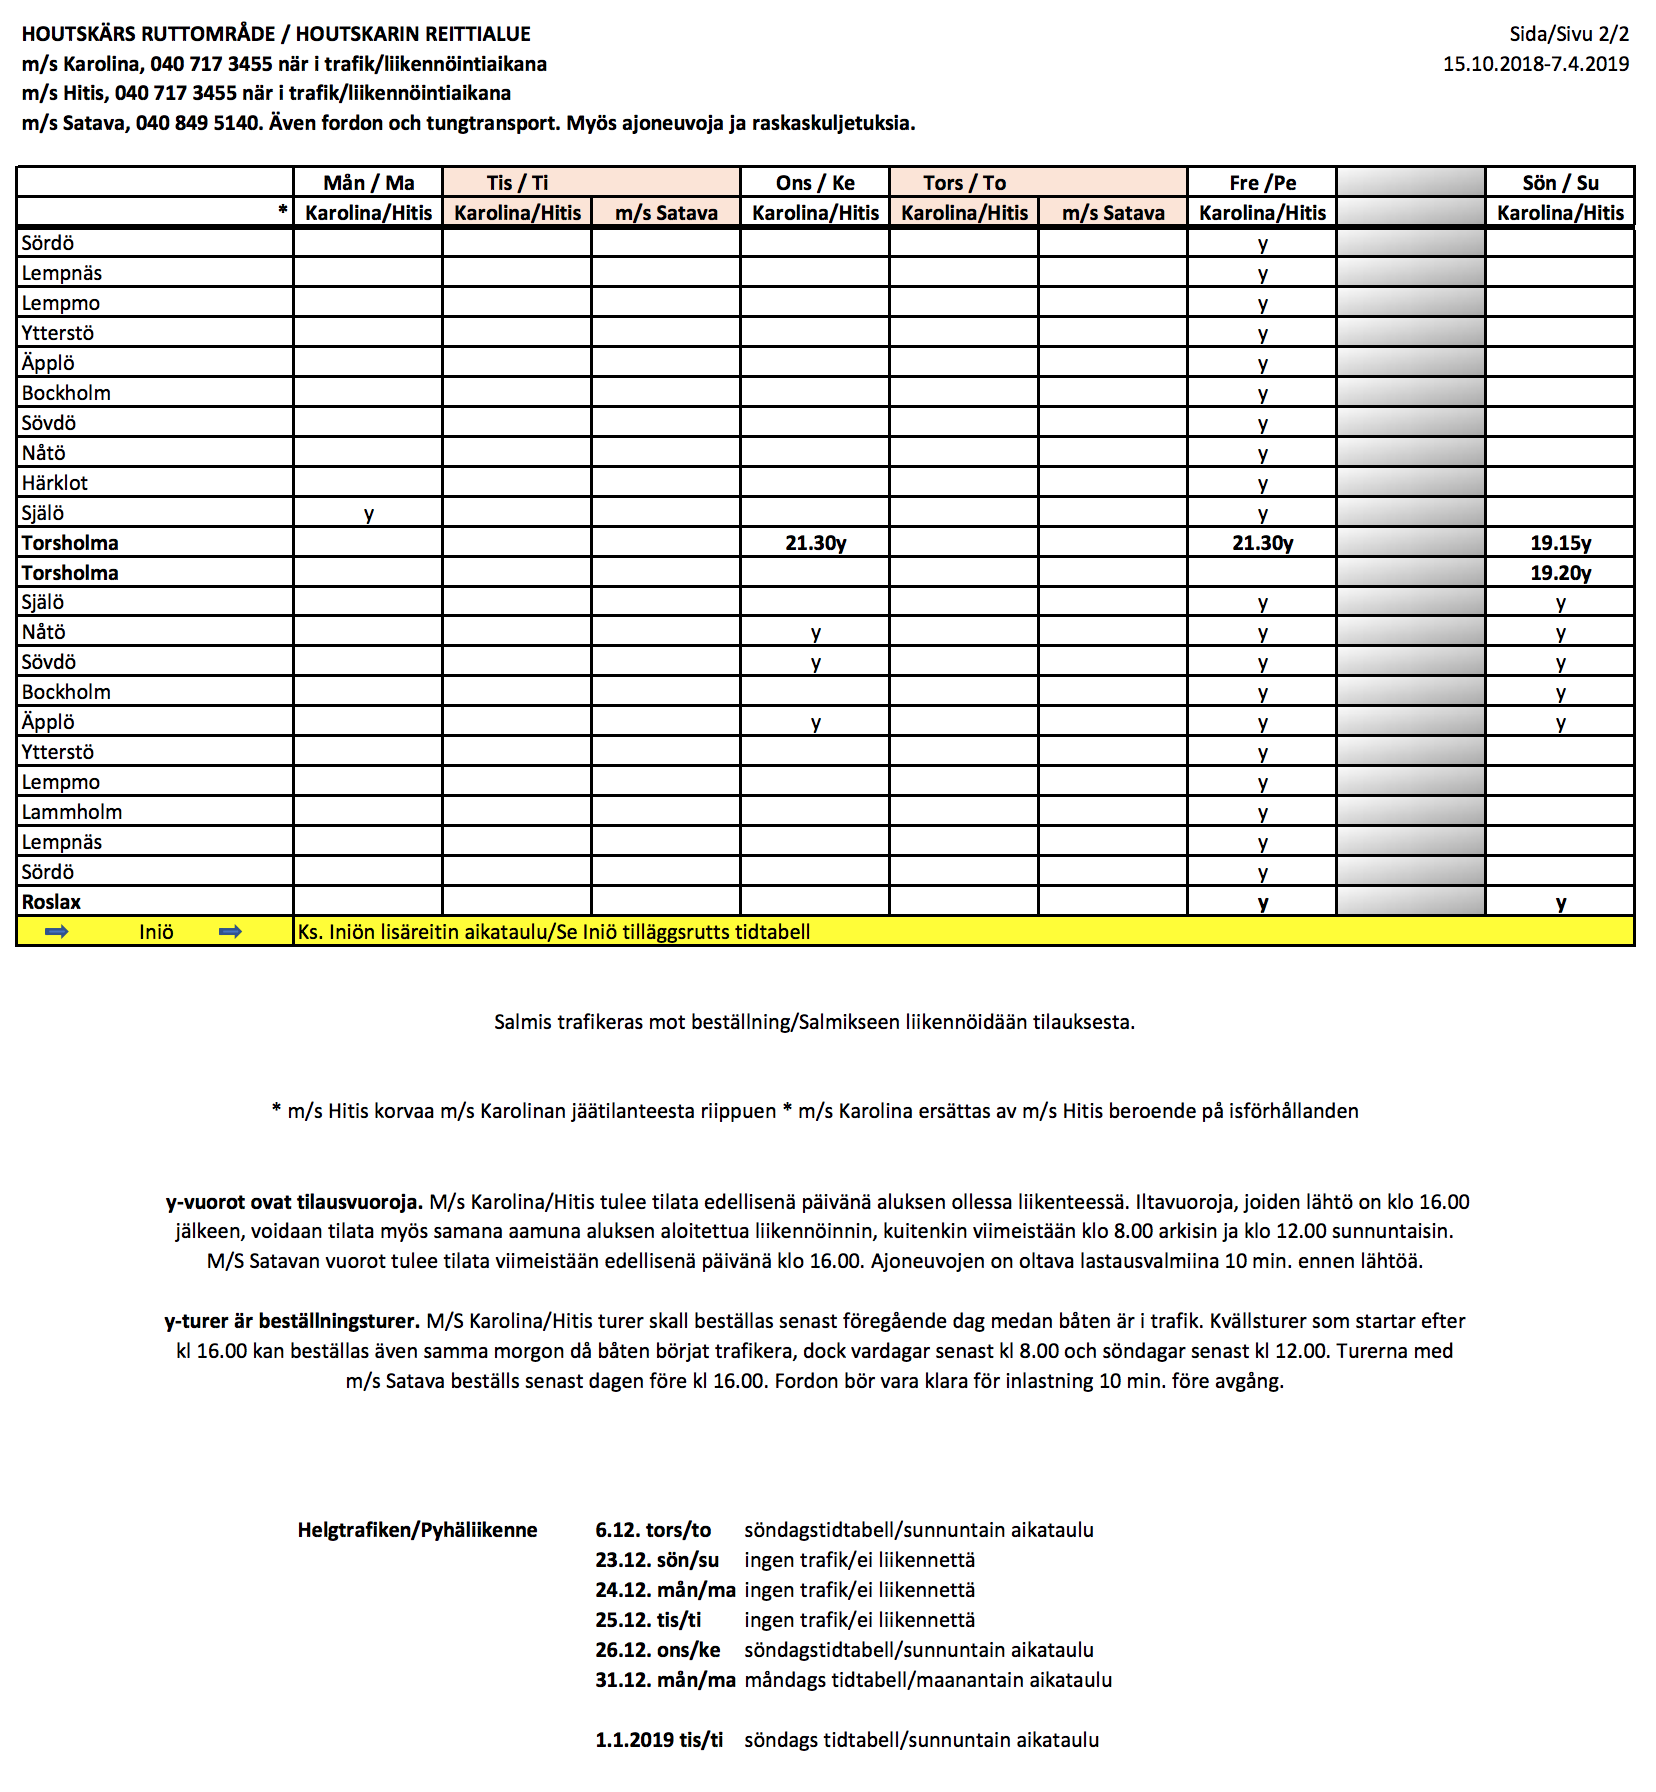 HOUTSKÄRS RUTTOMRÅDE / HOUTSKARIN REITTIALUE Sida/Sivu 2/2
m/s Karolina, 040 717 3455 när i trafik/liikennöintiaikana 15.10.2018-7.4.2019
m/s Hitis, 040 717 3455 när i trafik/liikennöintiaikana
m/s Satava, 040 849 5140. Även fordon och tungtransport. Myös ajoneuvoja ja raskaskuljetuksia.
Mån / Ma Tis / Ti Ons / Ke Tors / To Fre /Pe Sön / Su
* Karolina/Hitis Karolina/Hitis m/s Satava Karolina/Hitis Karolina/Hitis m/s Satava Karolina/Hitis Karolina/Hitis
Sördö y
Lempnäs y
Lempmo y
Ytterstö y
Äpplö y
Bockholm y
Sövdö y
Nåtö y
Härklot y
Själö y y
Torsholma 21.30y 21.30y 19.15y
Torsholma 19.20y
Själö y y
Nåtö y y y
Sövdö y y y
Bockholm y y
Äpplö y y y
Ytterstö y
Lempmo y
Lammholm y
Lempnäs y
Sördö y
Roslax y y
Iniö Ks. Iniön lisäreitin aikataulu/Se Iniö tilläggsrutts tidtabell
Salmis trafikeras mot beställning/Salmikseen liikennöidään tilauksesta.
* m/s Hitis korvaa m/s Karolinan jäätilanteesta riippuen * m/s Karolina ersättas av m/s Hitis beroende på isförhållanden
y-vuorot ovat tilausvuoroja. M/s Karolina/Hitis tulee tilata edellisenä päivänä aluksen ollessa liikenteessä. Iltavuoroja, joiden lähtö on klo 16.00
jälkeen, voidaan tilata myös samana aamuna aluksen aloitettua liikennöinnin, kuitenkin viimeistään klo 8.00 arkisin ja klo 12.00 sunnuntaisin.
M/S Satavan vuorot tulee tilata viimeistään edellisenä päivänä klo 16.00. Ajoneuvojen on oltava lastausvalmiina 10 min. ennen lähtöä.
y-turer är beställningsturer. M/S Karolina/Hitis turer skall beställas senast föregående dag medan båten är i trafik. Kvällsturer som startar efter
kl 16.00 kan beställas även samma morgon då båten börjat trafikera, dock vardagar senast kl 8.00 och söndagar senast kl 12.00. Turerna med
m/s Satava beställs senast dagen före kl 16.00. Fordon bör vara klara för inlastning 10 min. före avgång.
Helgtrafiken/Pyhäliikenne 6.12. tors/to söndagstidtabell/sunnuntain aikataulu
23.12. sön/su ingen trafik/ei liikennettä
24.12. mån/ma ingen trafik/ei liikennettä
25.12. tis/ti ingen trafik/ei liikennettä
26.12. ons/ke söndagstidtabell/sunnuntain aikataulu
31.12. mån/ma måndags tidtabell/maanantain aikataulu
1.1.2019 tis/ti söndags tidtabell/sunnuntain aikataulu